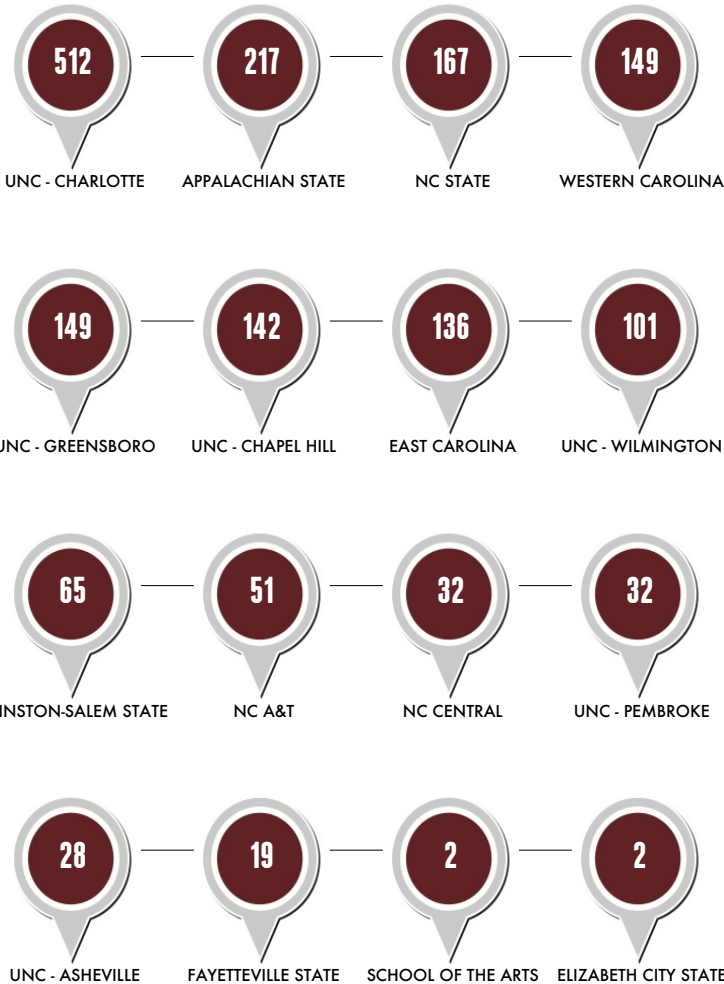 512 217 167 149
UNC - CHARLOTTE APPALACHIAN STATE NC STATE WESTERN CAROLINA
149 142 136 101
UNC - GREENSBORO UNC - CHAPEL HILL EAST CAROLINA UNC - WILMINGTON
65 51 32 32
INSTON-SALEM STATE NC A&T NC CENTRAL UNC - PEMBROKE
28 19 2 2
UNC - ASHEVILLE FAYETTEVILLE STATE SCHOOL OF THE ARTS ELIZABETH CITY STATE